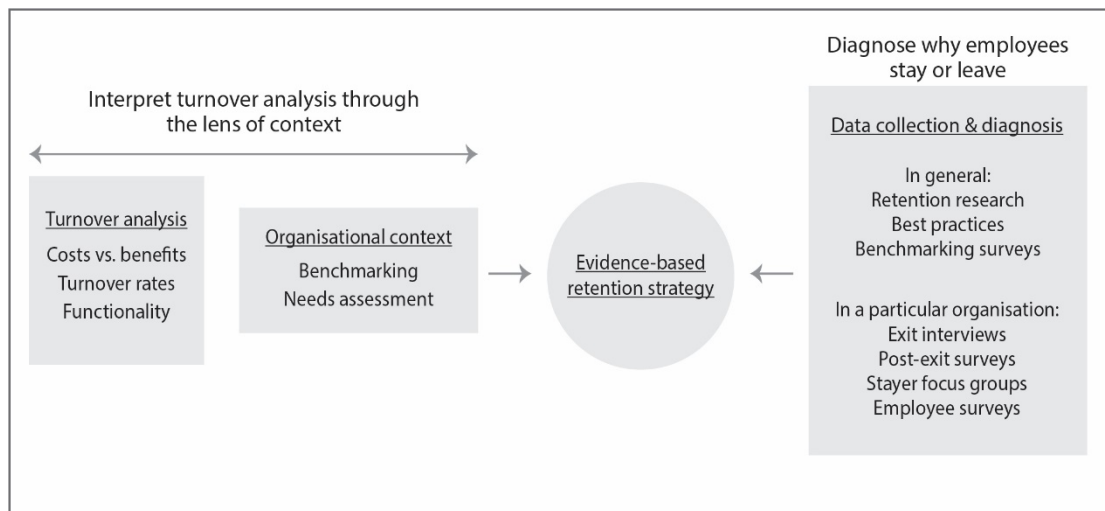 Interpret turnover analysis through
the lens of context
Turnover analysis
Costs vs. benefits
Turnover rates
Functionality
Organisational context
Benchmarking
Needs assessment
Evidence-based
retention strategy
Diagnose why employees
stay or leave
Data collection & diagnosis
In general:
Retention research
Best practices
Benchmarking surveys
In a particular organisation:
Exit interviews
Post-exit surveys
Stayer focus groups
Employee surveys